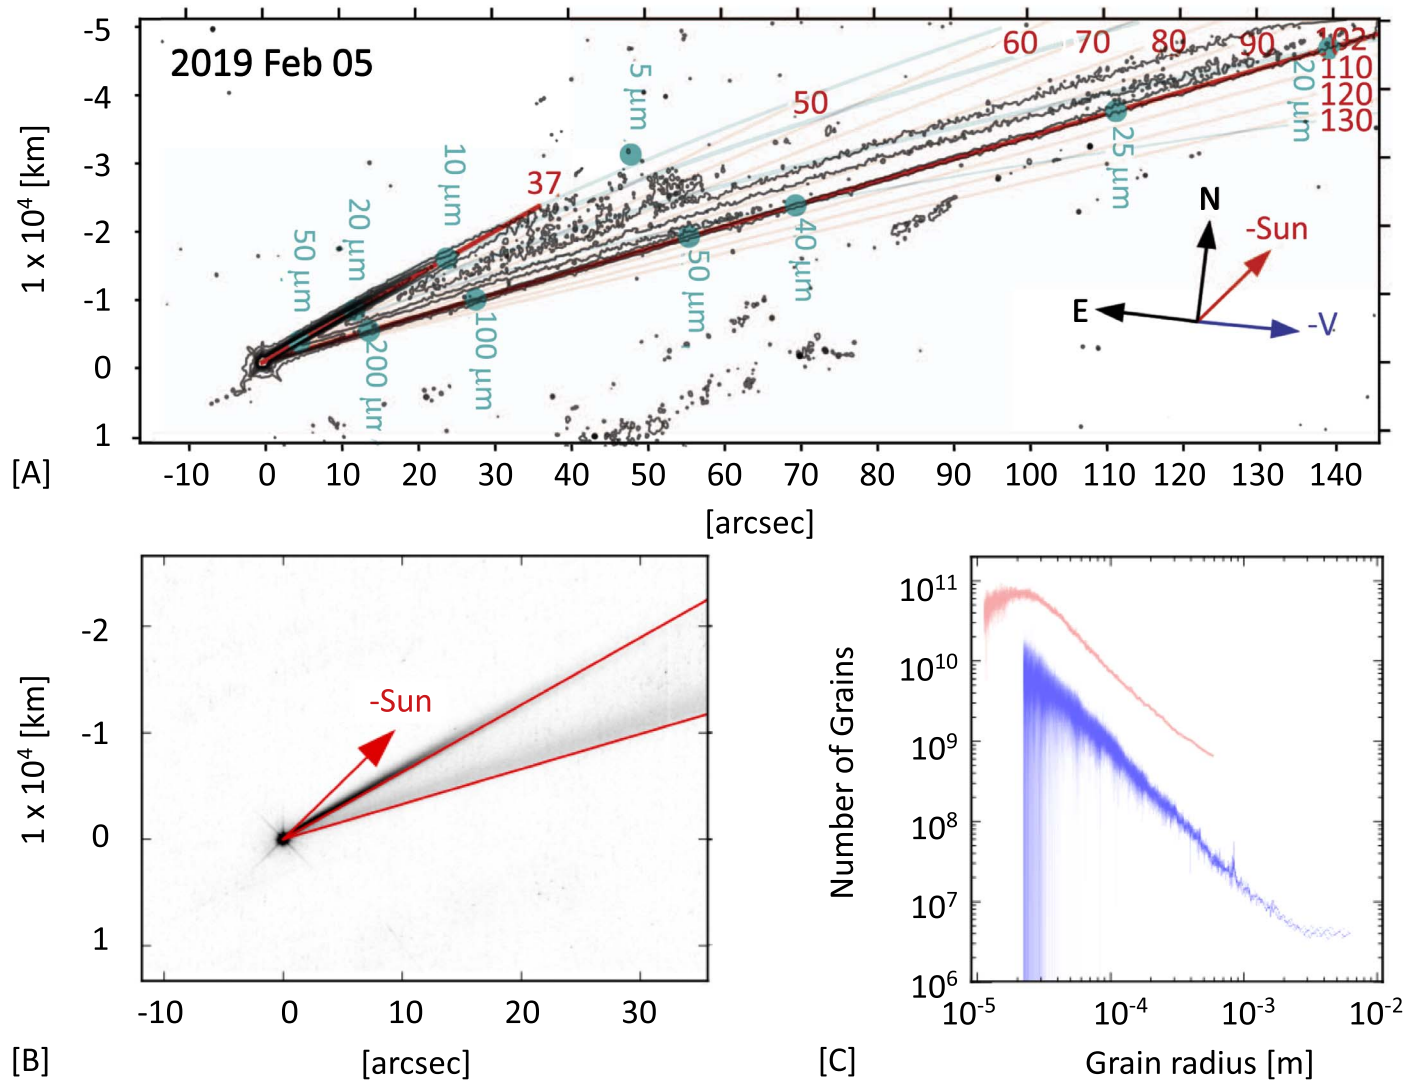 2019 Feb 05
-5
-4
-3
-2
-1
0
1
1 x 10⁴ [km]
60 70 80 90 102
110
120
130
50
37
5 μm
10 μm
20 μm
50 μm
200 μm
100 μm
50 μm
40 μm
25 μm
20 μm
N
-Sun
E
-V
-10 0 10 20 30 40 50 60 70 80 90 100 110 120 130 140
[A]
[arcsec]
-2
-1
0
1
1 x 10⁴ [km]
-Sun
-10 0 10 20 30
[B]
[arcsec]
10¹¹
10¹⁰
10⁹
10⁸
10⁷
10⁶
Number of Grains
10⁻⁵ 10⁻⁴ 10⁻³ 10⁻²
[C]
Grain radius [m]